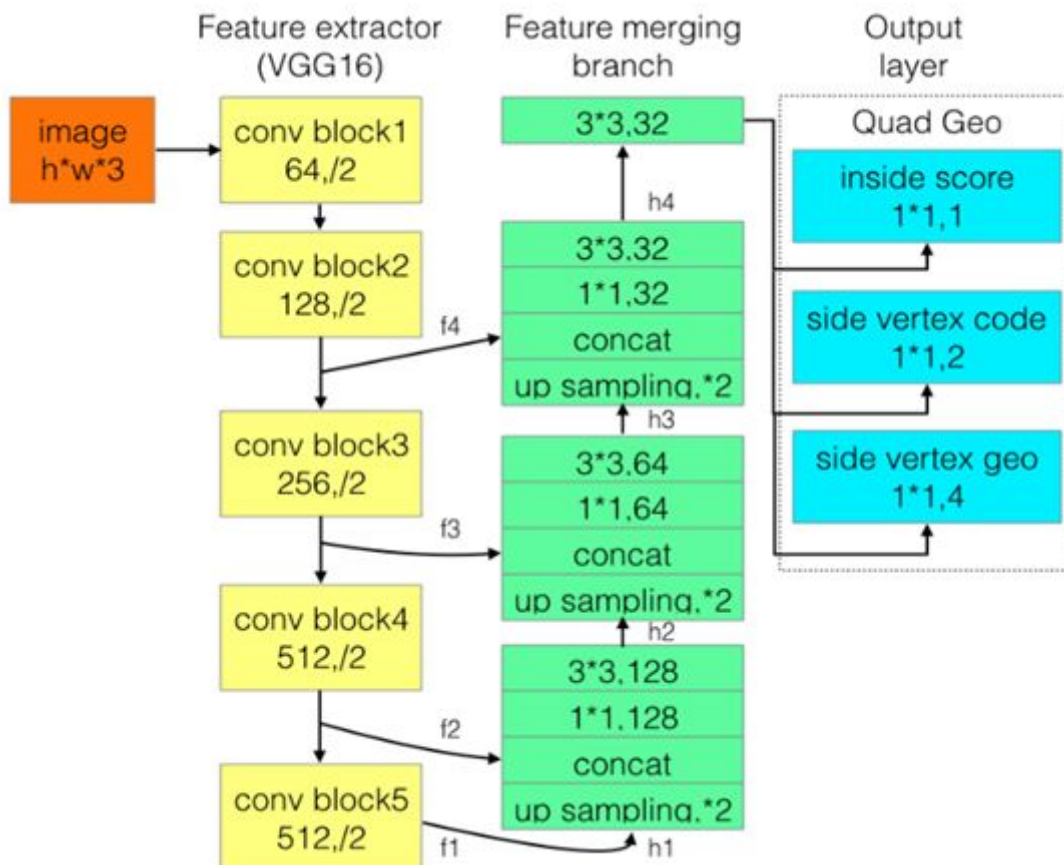 Feature extractor
(VGG16)
Feature merging
branch
Output
layer
image
h*w*3
conv block1
64,/2
conv block2
128,/2
conv block3
256,/2
conv block4
512,/2
conv block5
512,/2
f4
f3
f2
f1
3*3,32
h4
3*3,32
1*1,32
concat
up sampling,*2
h3
3*3,64
1*1,64
concat
up sampling,*2
h2
3*3,128
1*1,128
concat
up sampling,*2
h1
Quad Geo
inside score
1*1,1
side vertex code
1*1,2
side vertex geo
1*1,4